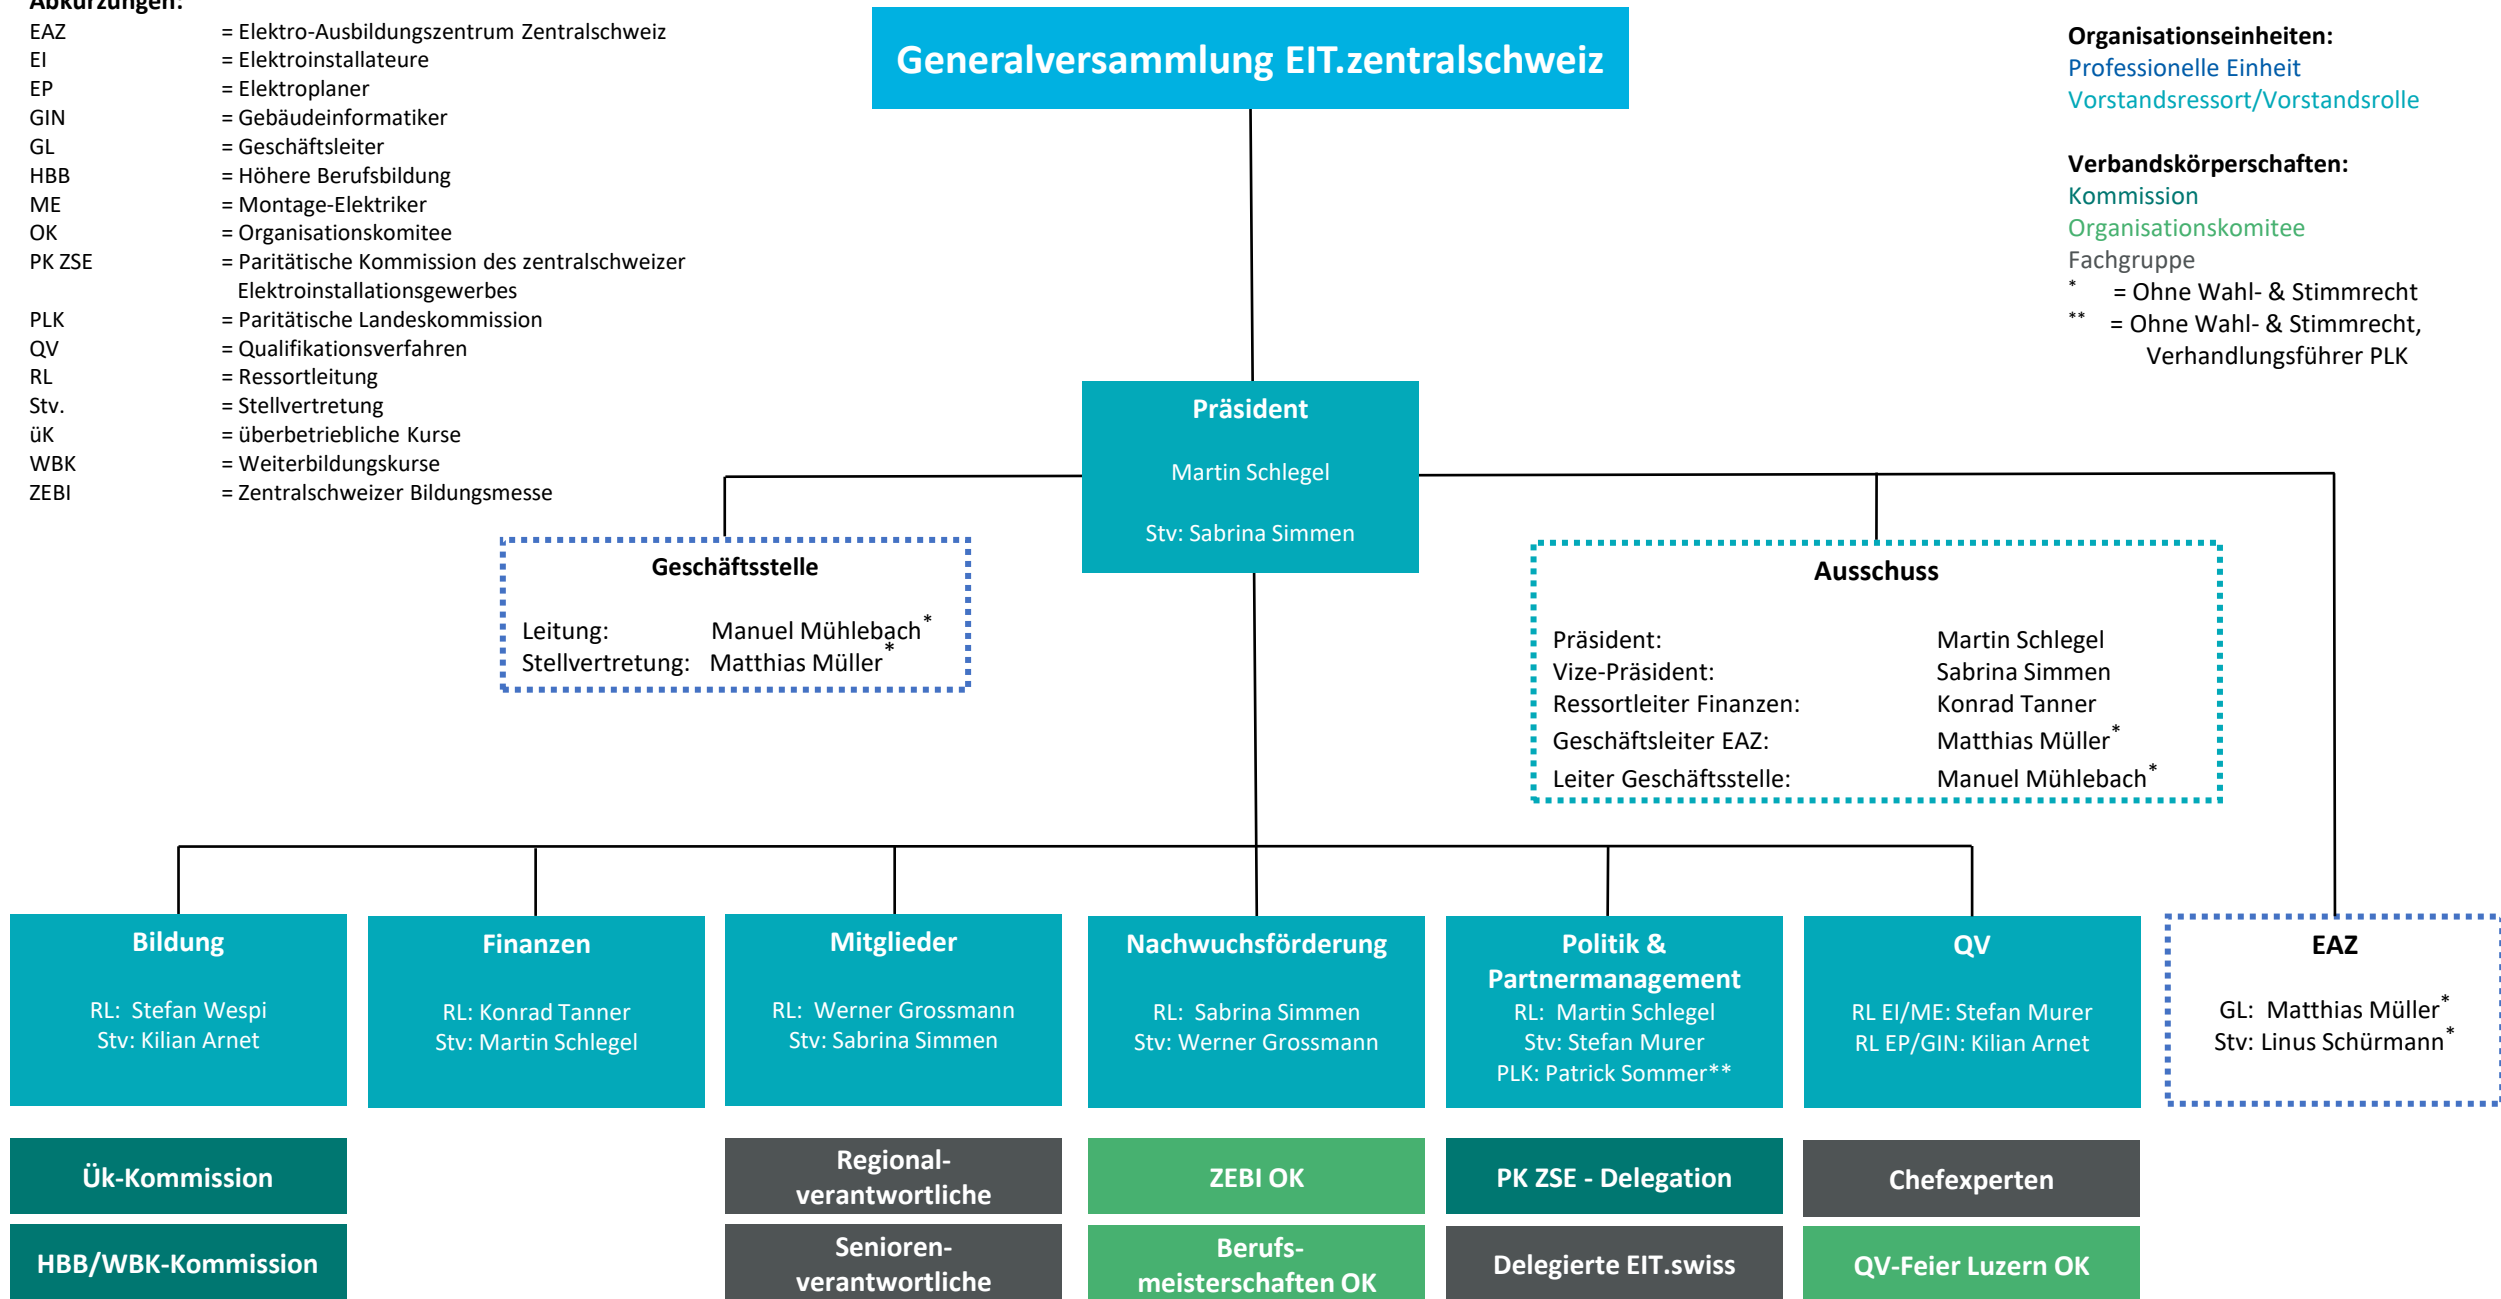 Abkürzungen:
EAZ = Elektro-Ausbildungszentrum Zentralschweiz
EI = Elektroinstallateure
EP = Elektroplaner
GIN = Gebäudeinformatiker
GL = Geschäftsleiter
HBB = Höhere Berufsbildung
ME = Montage-Elektriker
OK = Organisationskomitee
PK ZSE = Paritätische Kommission des zentralschweizer
Elektroinstallationsgewerbes
PLK = Paritätische Landeskommission
QV = Qualifikationsverfahren
RL = Ressortleitung
Stv. = Stellvertretung
üK = überbetriebliche Kurse
WBK = Weiterbildungskurse
ZEBI = Zentralschweizer Bildungsmesse
Generalversammlung EIT.zentralschweiz
Organisationseinheiten:
Professionelle Einheit
Vorstandsressort/Vorstandsrolle
Verbandskörperschaften:
Kommission
Organisationskomitee
Fachgruppe
* = Ohne Wahl- & Stimmrecht
** = Ohne Wahl- & Stimmrecht,
Verhandlungsführer PLK
Präsident
Martin Schlegel
Stv: Sabrina Simmen
Geschäftsstelle
Leitung: Manuel Mühlebach*
Stellvertretung: Matthias Müller*
Ausschuss
Präsident: Martin Schlegel
Vize-Präsident: Sabrina Simmen
Ressortleiter Finanzen: Konrad Tanner
Geschäftsleiter EAZ: Matthias Müller*
Leiter Geschäftsstelle: Manuel Mühlebach*
Bildung
RL: Stefan Wespi
Stv: Kilian Arnet
Finanzen
RL: Konrad Tanner
Stv: Martin Schlegel
Mitglieder
RL: Werner Grossmann
Stv: Sabrina Simmen
Nachwuchsförderung
RL: Sabrina Simmen
Stv: Werner Grossmann
Politik &
Partnermanagement
RL: Martin Schlegel
Stv: Stefan Murer
PLK: Patrick Sommer**
QV
RL EI/ME: Stefan Murer
RL EP/GIN: Kilian Arnet
EAZ
GL: Matthias Müller*
Stv: Linus Schürmann*
Ük-Kommission
Regional-
verantwortliche
ZEBI OK
PK ZSE - Delegation
Chefexperten
HBB/WBK-Kommission
Senioren-
verantwortliche
Berufs-
meisterschaften OK
Delegierte EIT.swiss
QV-Feier Luzern OK